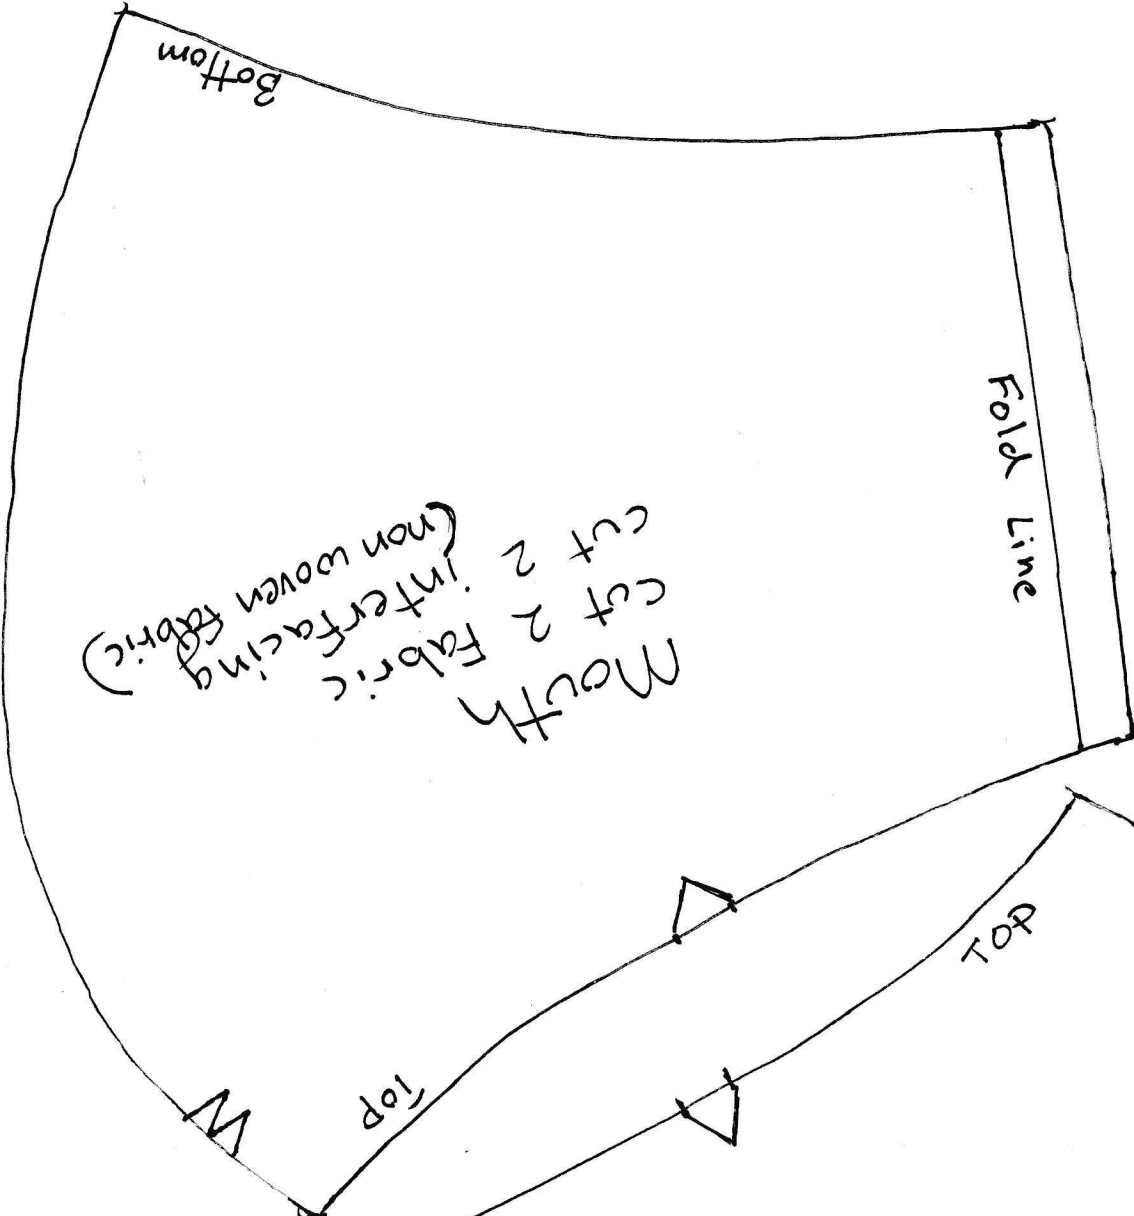 Bottom
Fold Line
Mouth
cut 2 Fabric
cut 2 interfacing
(non woven fabric)
TOP
TOP